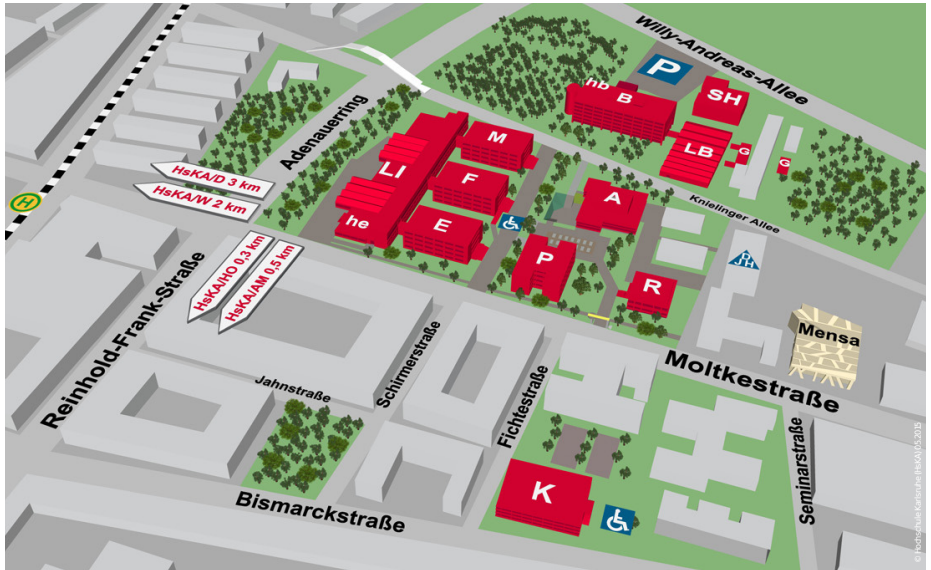 Willy-Andreas-Allee
P
hb
B
SH
LB
G
G
Adenauerring
M
LI
F
he
E
A
P
R
Knielinger Allee
DJH
HsKA/D 3 km
HsKA/W 2 km
H
HsKA/HO 0,3 km
HsKA/AM 0,5 km
Reinhold-Frank-Straße
Mensa
Moltkestraße
Jahnstraße
Schirmerstraße
Fichtestraße
Seminarstraße
K
Bismarckstraße
© Hochschule Karlsruhe (HsKA) 05.2015